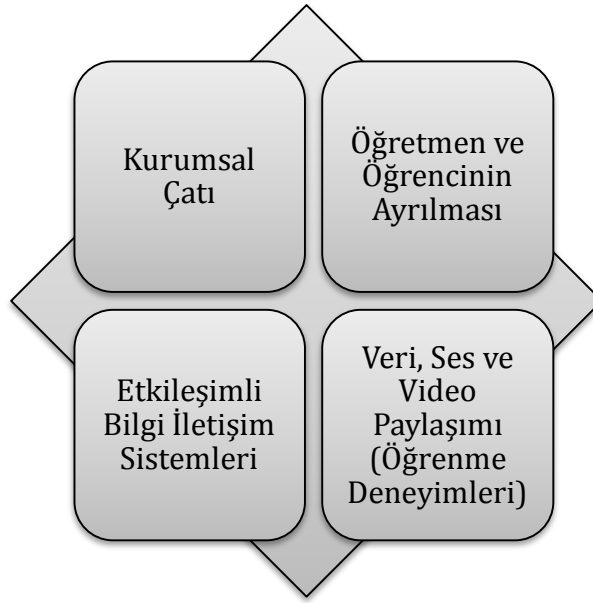 Kurumsal
Çatı
Öğretmen ve
Öğrencinin
Ayrılması
Etkileşimli
Bilgi İletişim
Sistemleri
Veri, Ses ve
Video
Paylaşımı
(Öğrenme
Deneyimleri)